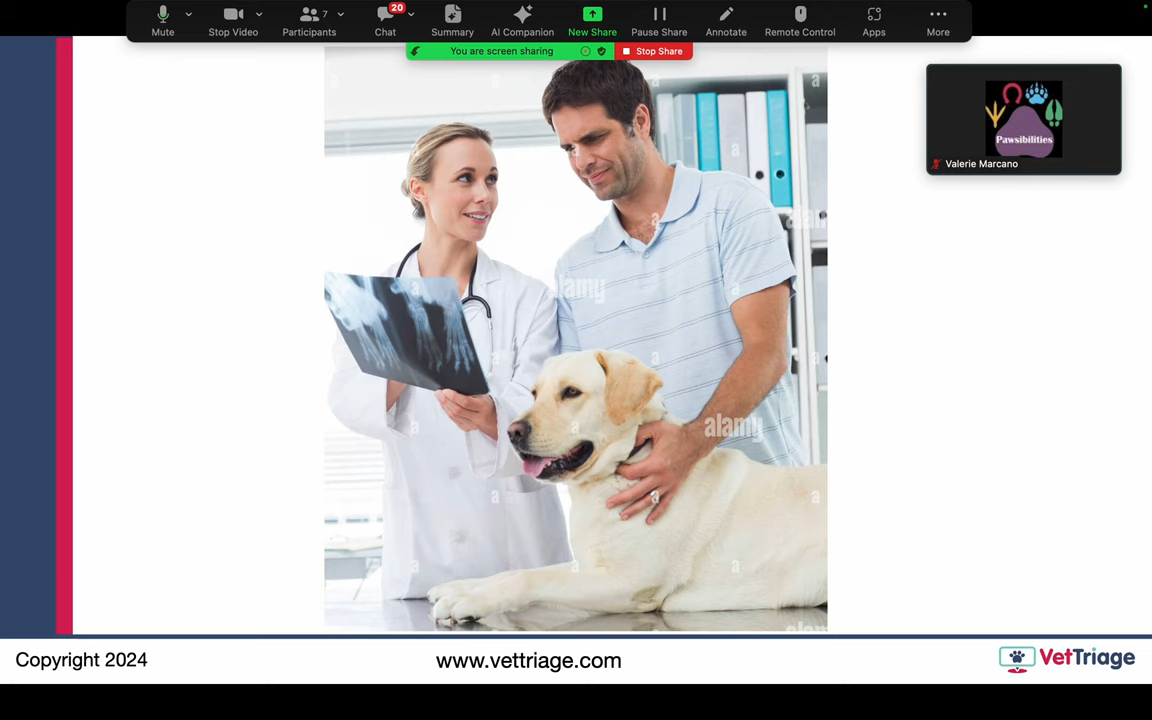 Mute
Stop Video
Participants
7
Chat
20
Summary
AI Companion
New Share
Pause Share
Annotate
Remote Control
Apps
More
You are screen sharing
Stop Share
Pawsibilities
Valerie Marcano
a
a
a
a
alamy
a
a
a
a
a
alamy
a
a
a
a
a
a
Copyright 2024
www.vettriage.com
VetTriage